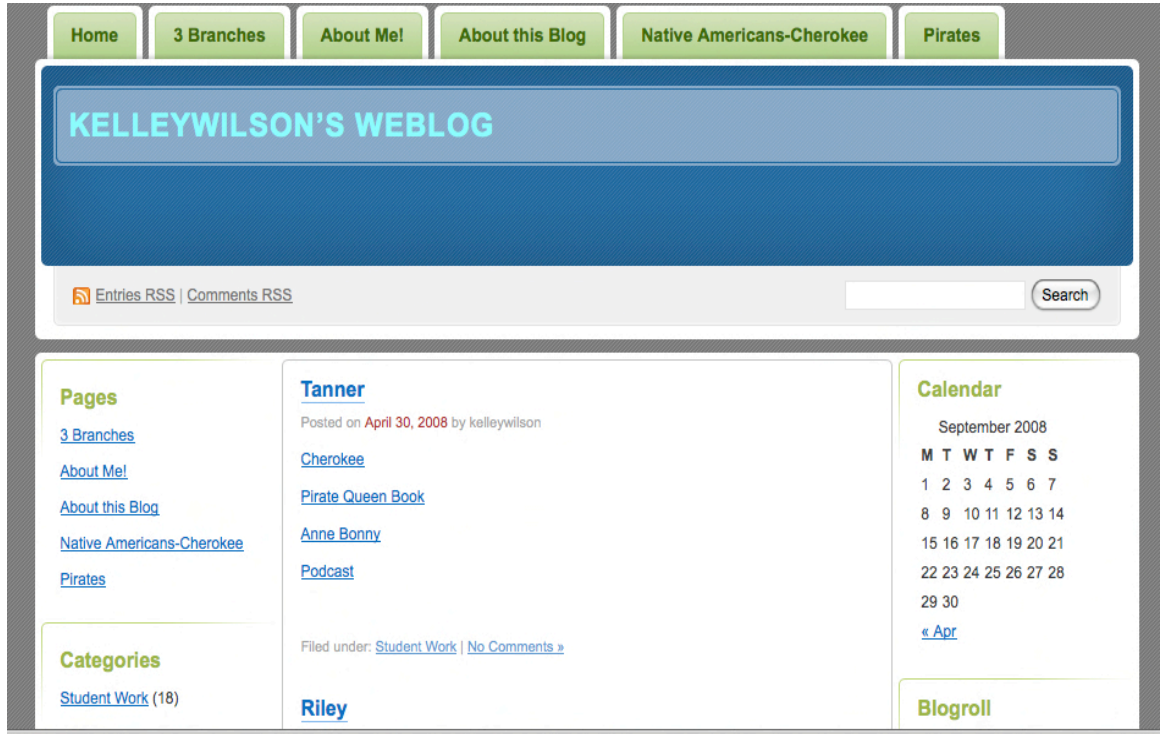 Home 3 Branches About Me! About this Blog Native Americans-Cherokee Pirates
KELLEYWILSON'S WEBLOG
Entries RSS | Comments RSS
Search
Pages
3 Branches
About Me!
About this Blog
Native Americans-Cherokee
Pirates
Categories
Student Work (18)
Tanner
Posted on April 30, 2008 by kelleywilson
Cherokee
Pirate Queen Book
Anne Bonny
Podcast
Filed under: Student Work | No Comments »
Riley
Calendar
September 2008
M T W T F S S
1 2 3 4 5 6 7
8 9 10 11 12 13 14
15 16 17 18 19 20 21
22 23 24 25 26 27 28
29 30
« Apr
Blogroll